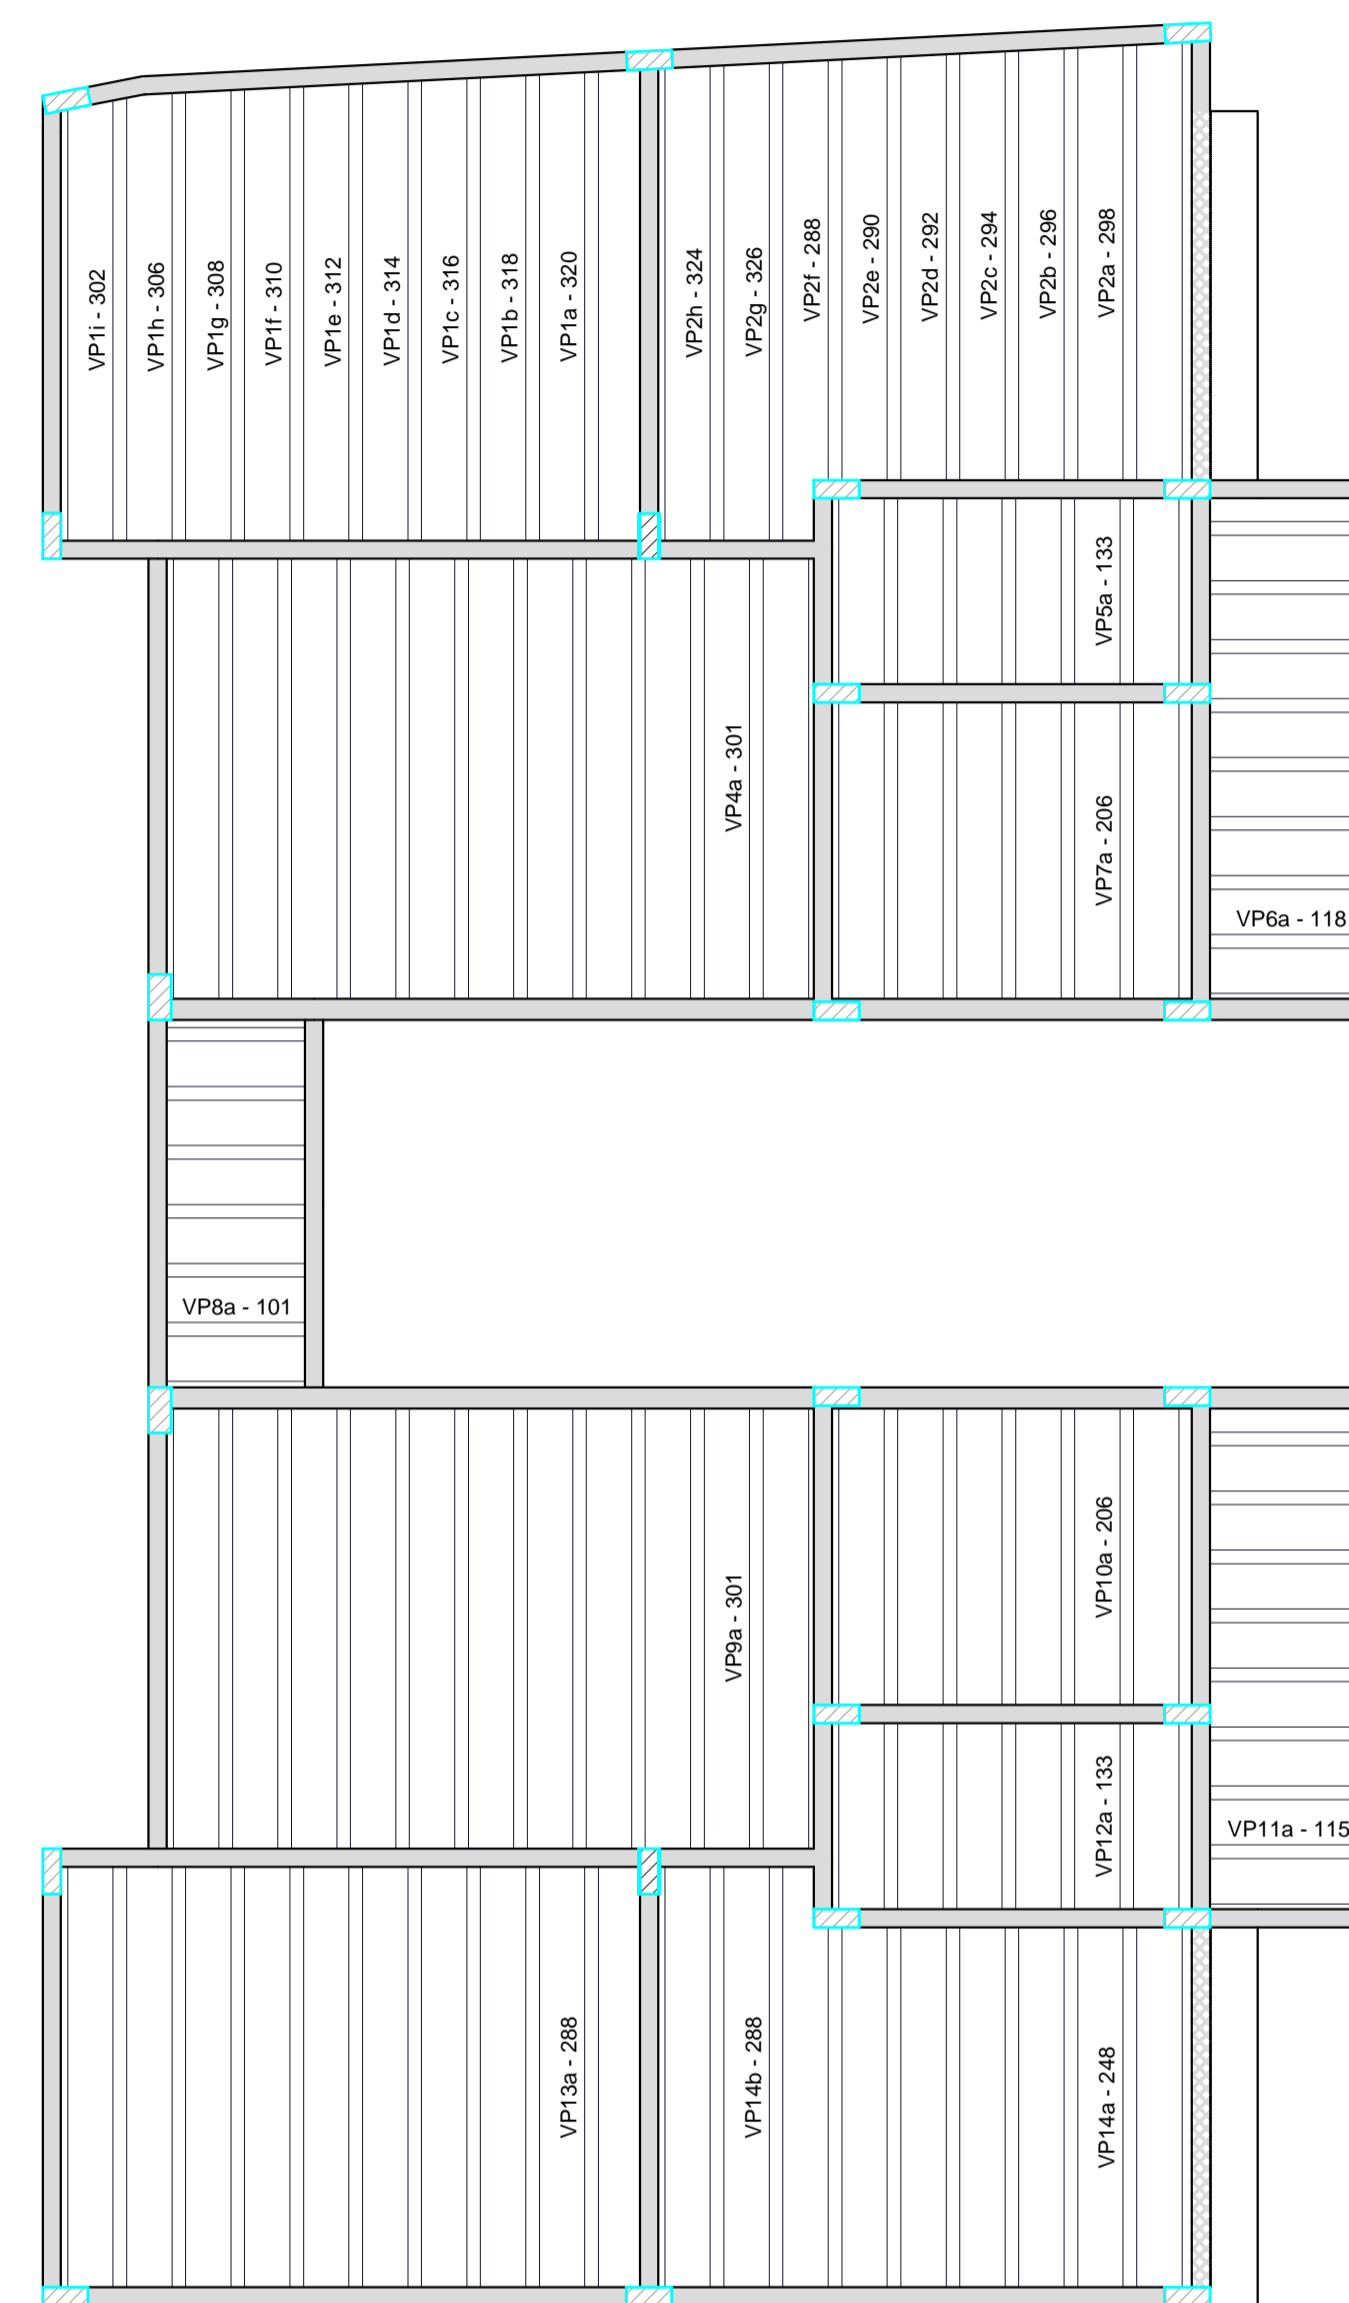 VP1i - 302
VP1h - 306
VP1g - 308
VP1f - 310
VP1e - 312
VP1d - 314
VP1c - 316
VP1b - 318
VP1a - 320
VP2h - 324
VP2g - 326
VP2f - 288
VP2e - 290
VP2d - 292
VP2c - 294
VP2b - 296
VP2a - 298
VP5a - 133
VP4a - 301
VP7a - 206
VP6a - 118
VP8a - 101
VP10a - 206
VP9a - 301
VP12a - 133
VP11a - 115
VP13a - 288
VP14b - 288
VP14a - 248